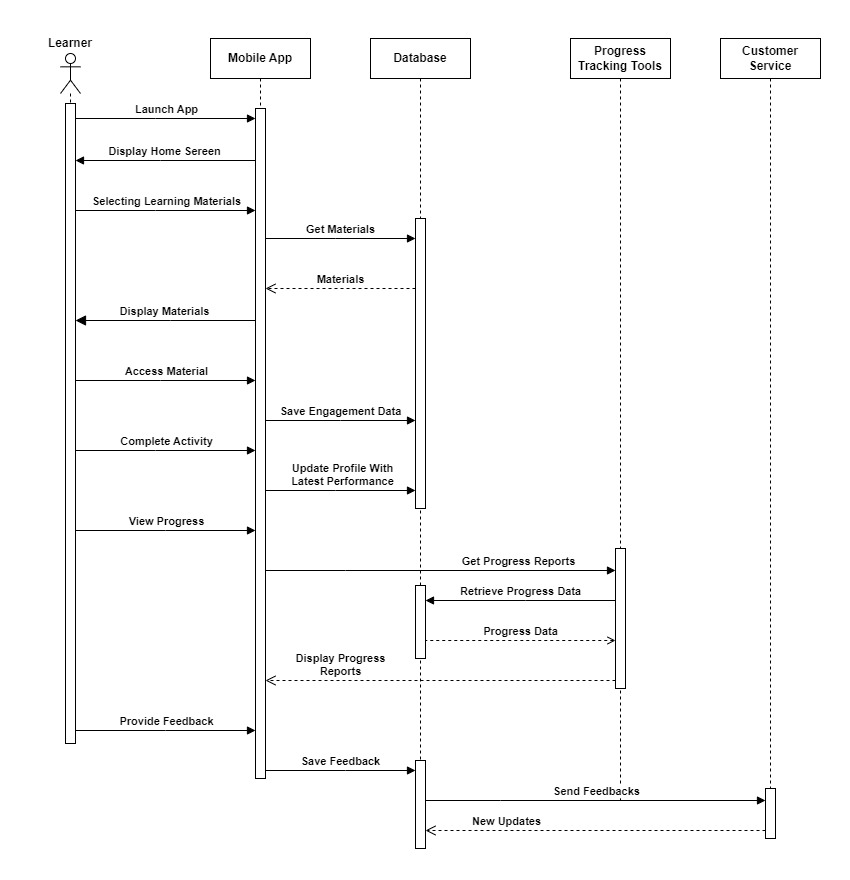 Learner
Mobile App
Database
Progress
Tracking Tools
Customer
Service
Launch App
Display Home Sereen
Selecting Learning Materials
Get Materials
Materials
Display Materials
Access Material
Save Engagement Data
Complete Activity
Update Profile With
Latest Performance
View Progress
Get Progress Reports
Retrieve Progress Data
Progress Data
Display Progress
Reports
Provide Feedback
Save Feedback
Send Feedbacks
New Updates